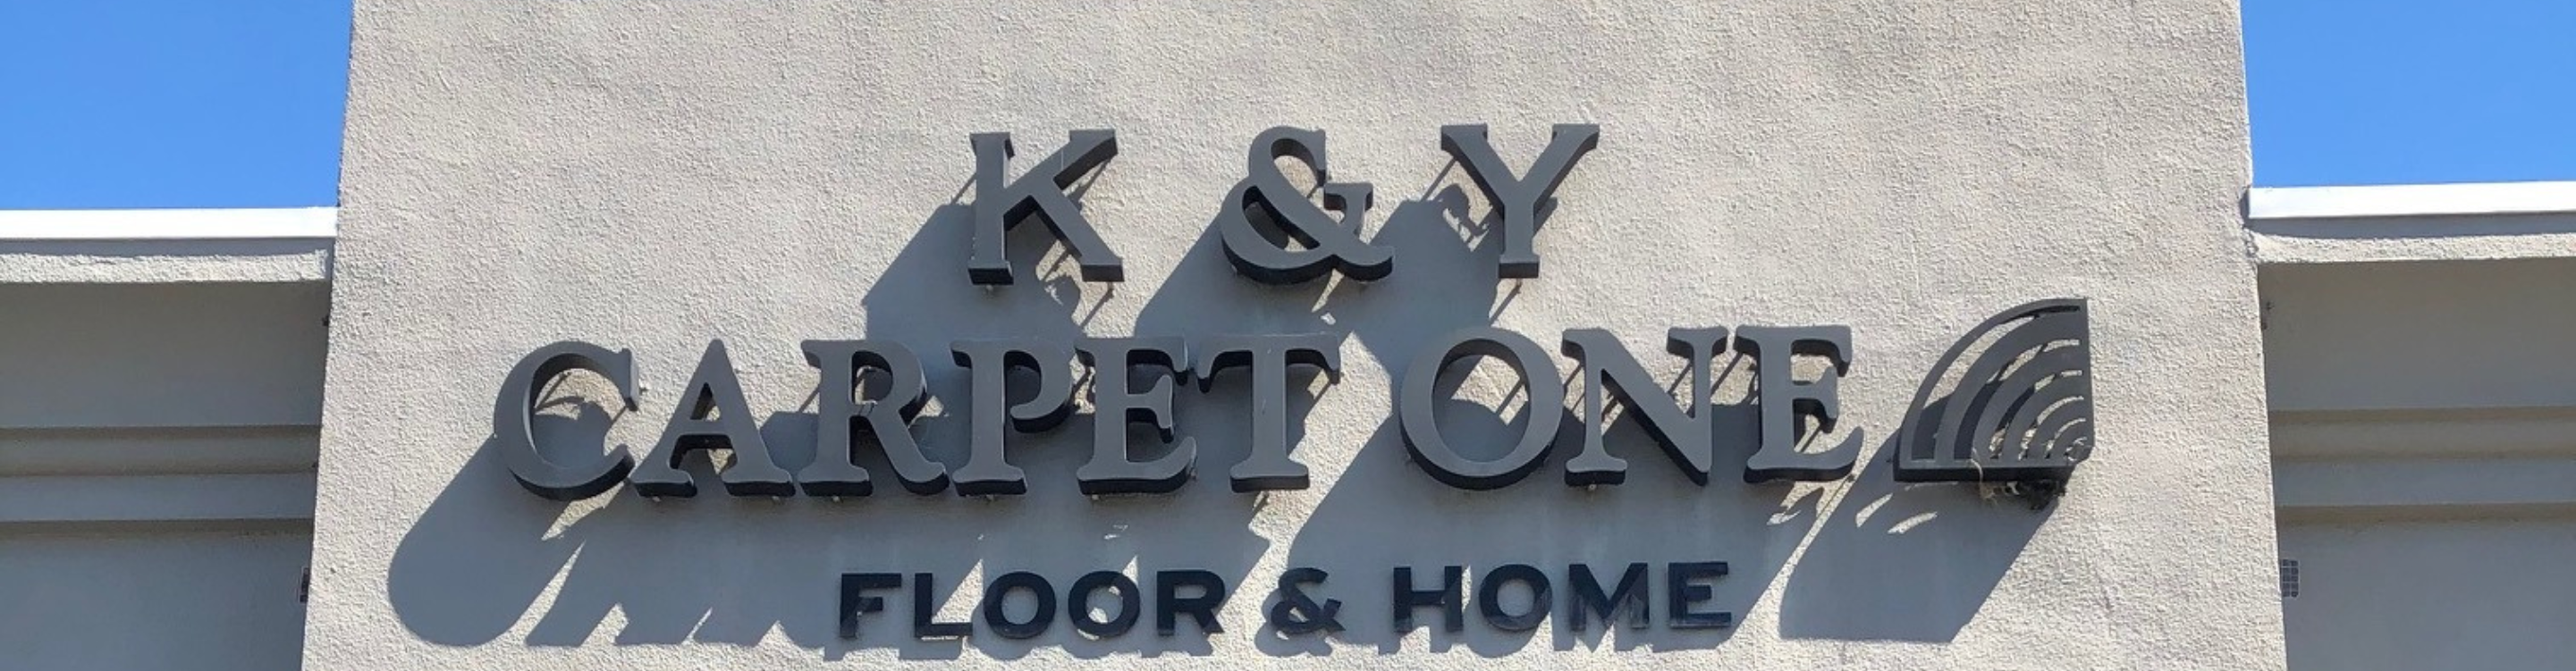 K & Y
CARPET ONE
FLOOR & HOME